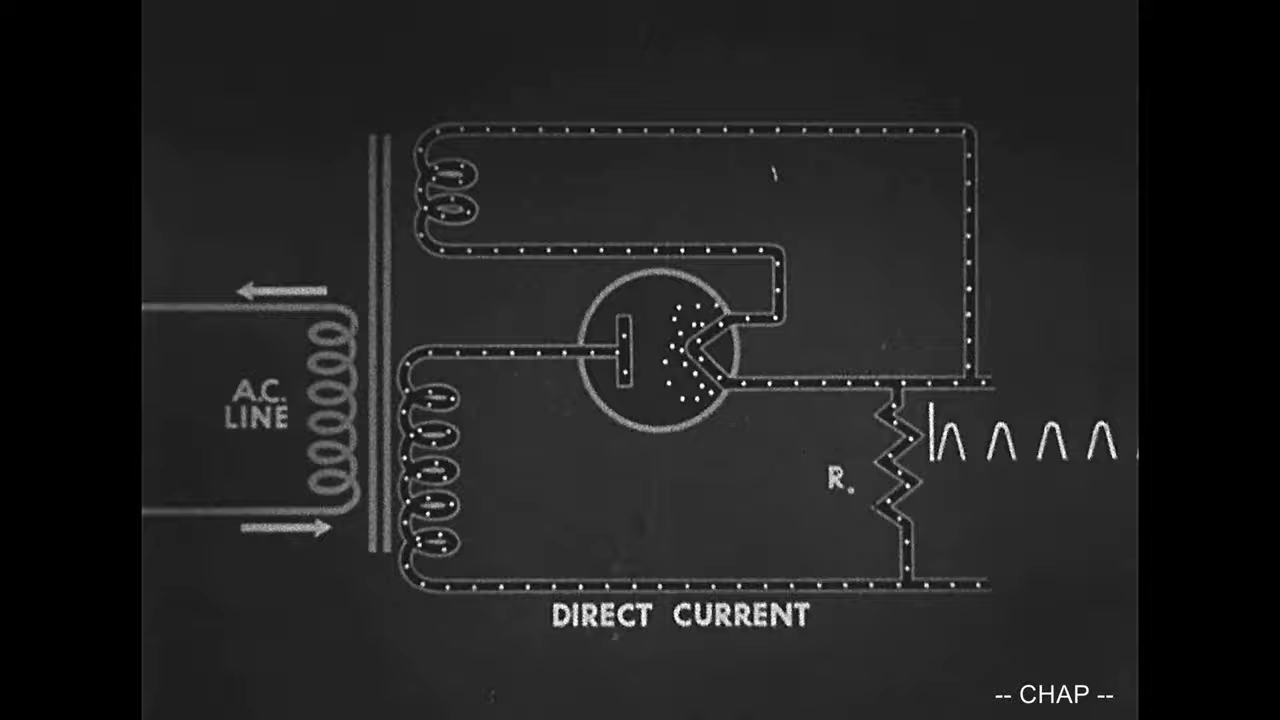 A.C.
LINE
R.
DIRECT CURRENT
-- CHAP --